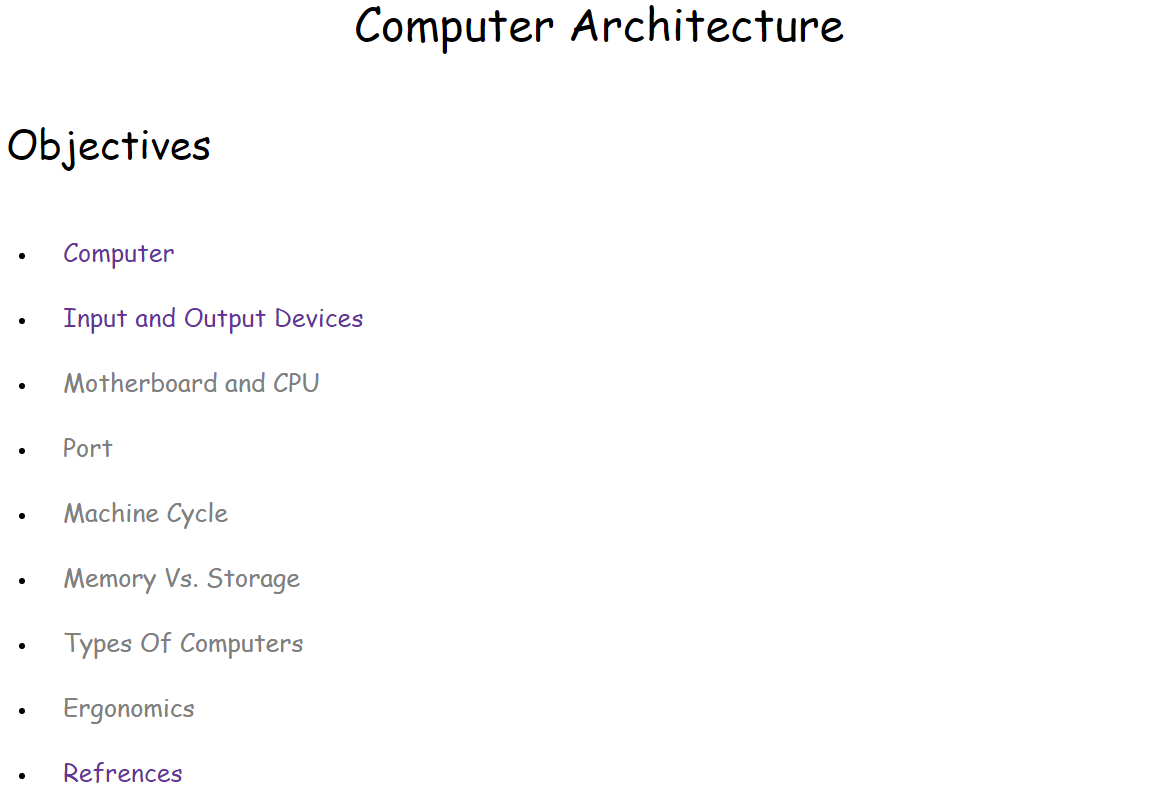 Computer Architecture
Objectives
Computer
Input and Output Devices
Motherboard and CPU
Port
Machine Cycle
Memory Vs. Storage
Types Of Computers
Ergonomics
Refrences